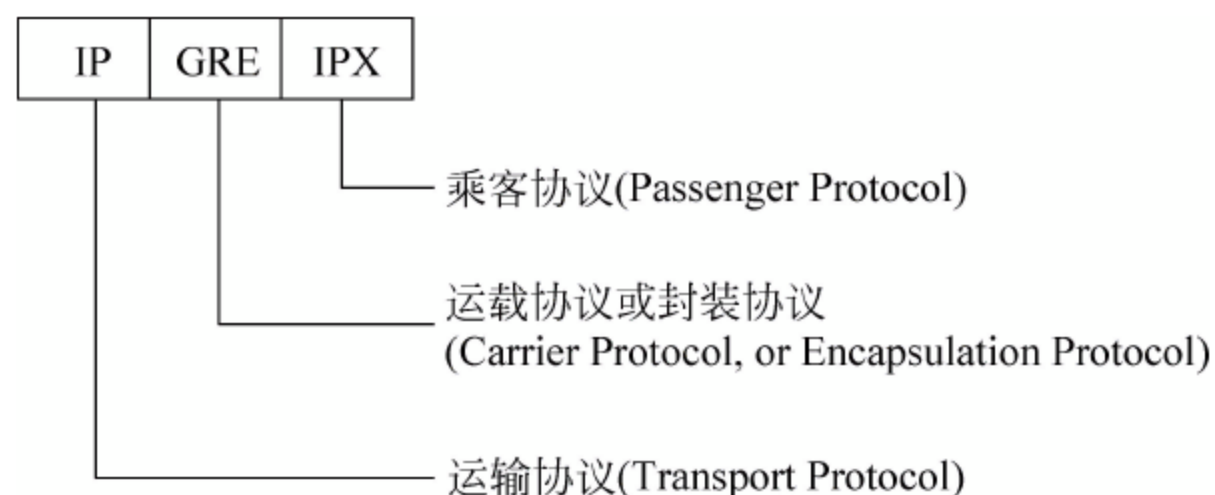 IP GRE IPX
乘客协议(Passenger Protocol)
运载协议或封装协议
(Carrier Protocol, or Encapsulation Protocol)
运输协议(Transport Protocol)